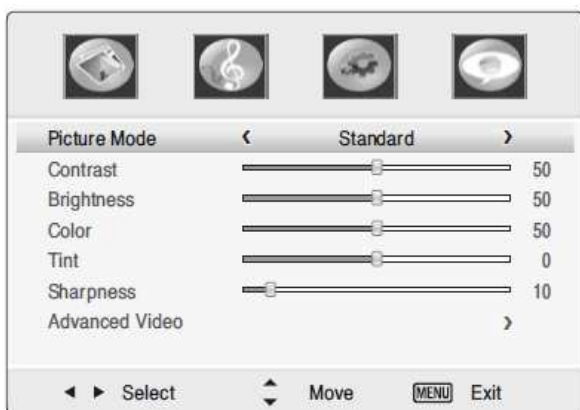 Picture Mode ‹ Standard ›
Contrast 50
Brightness 50
Color 50
Tint 0
Sharpness 10
Advanced Video ›
◄ ► Select ▲▼ Move MENU Exit